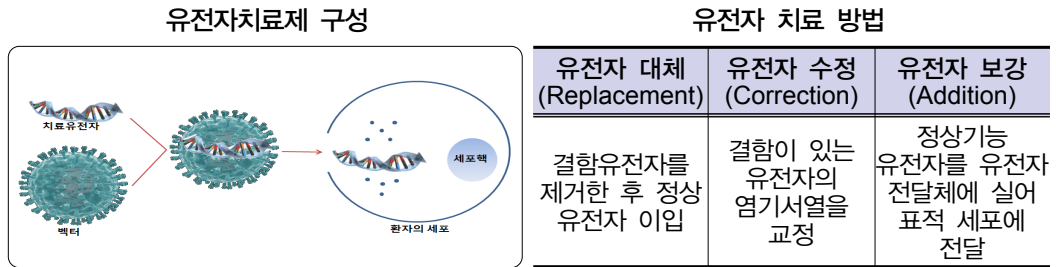 유전자치료제 구성
치료유전자
벡터
세포핵
환자의 세포
유전자 치료 방법
유전자 대체
(Replacement)
유전자 수정
(Correction)
유전자 보강
(Addition)
결함유전자를
제거한 후 정상
유전자 이입
결함이 있는
유전자의
염기서열을
교정
정상기능
유전자를 유전자
전달체에 실어
표적 세포에
전달